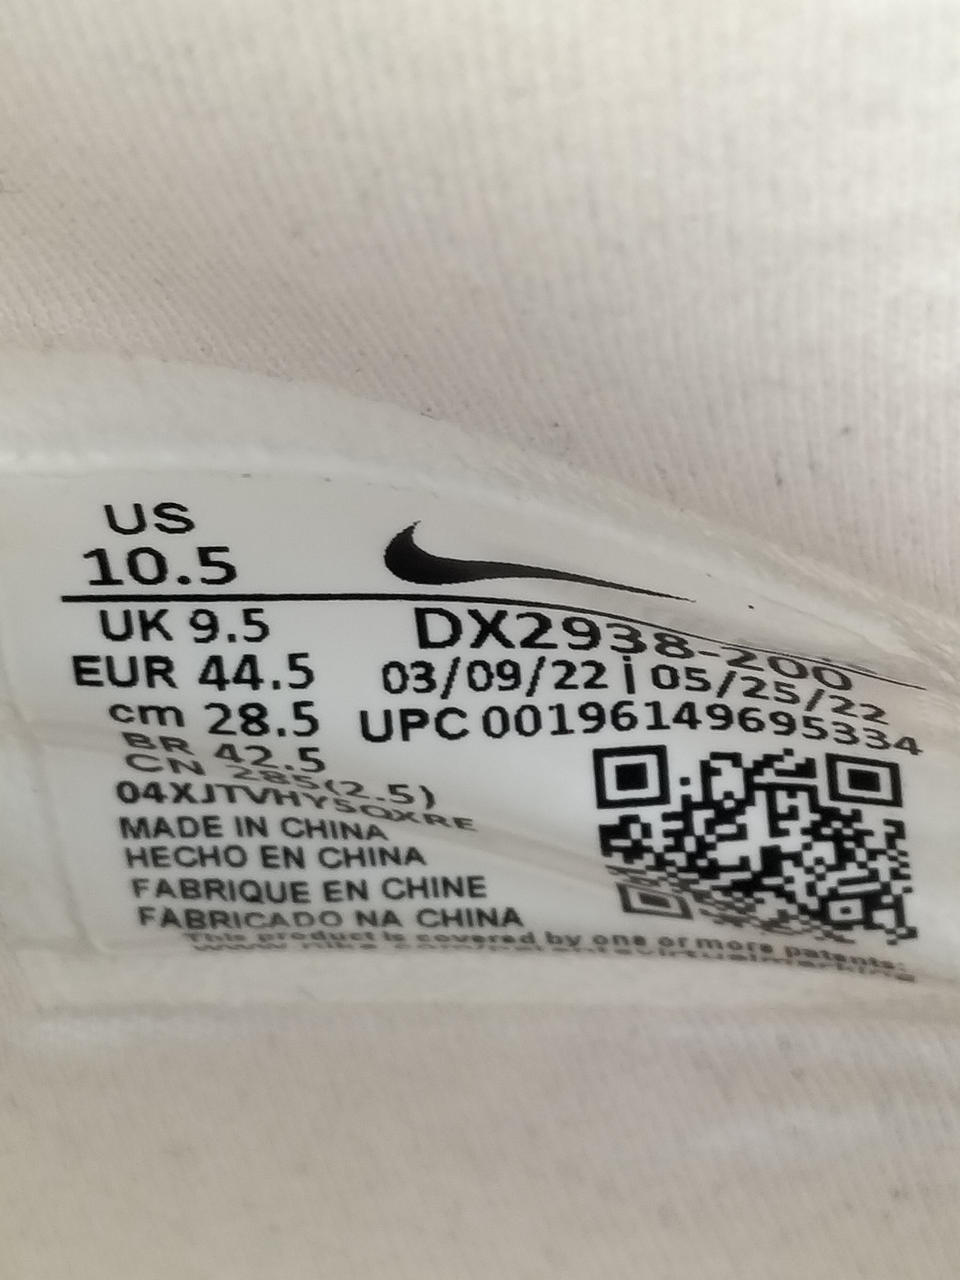 US
10.5
UK 9.5
EUR 44.5
cm 28.5
BR 42.5
CN 285(2.5)
DX2938-200
03/09/22 | 05/25/22
UPC 00196149695334
04XJTVHY5QXRE
MADE IN CHINA
HECHO EN CHINA
FABRIQUE EN CHINE
FABRICADO NA CHINA
This product is covered by one or more patents: